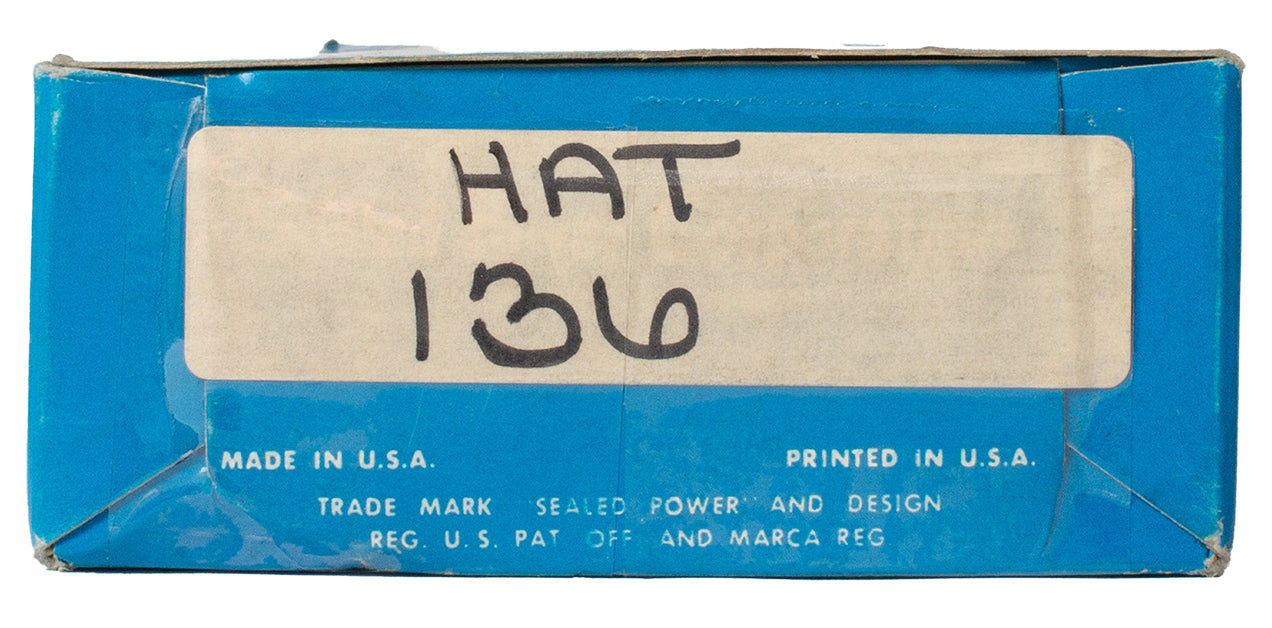 HAT
136
MADE IN U.S.A. PRINTED IN U.S.A.
TRADE MARK "SEALED POWER" AND DESIGN
REG. U. S. PAT OFF AND MARCA REG